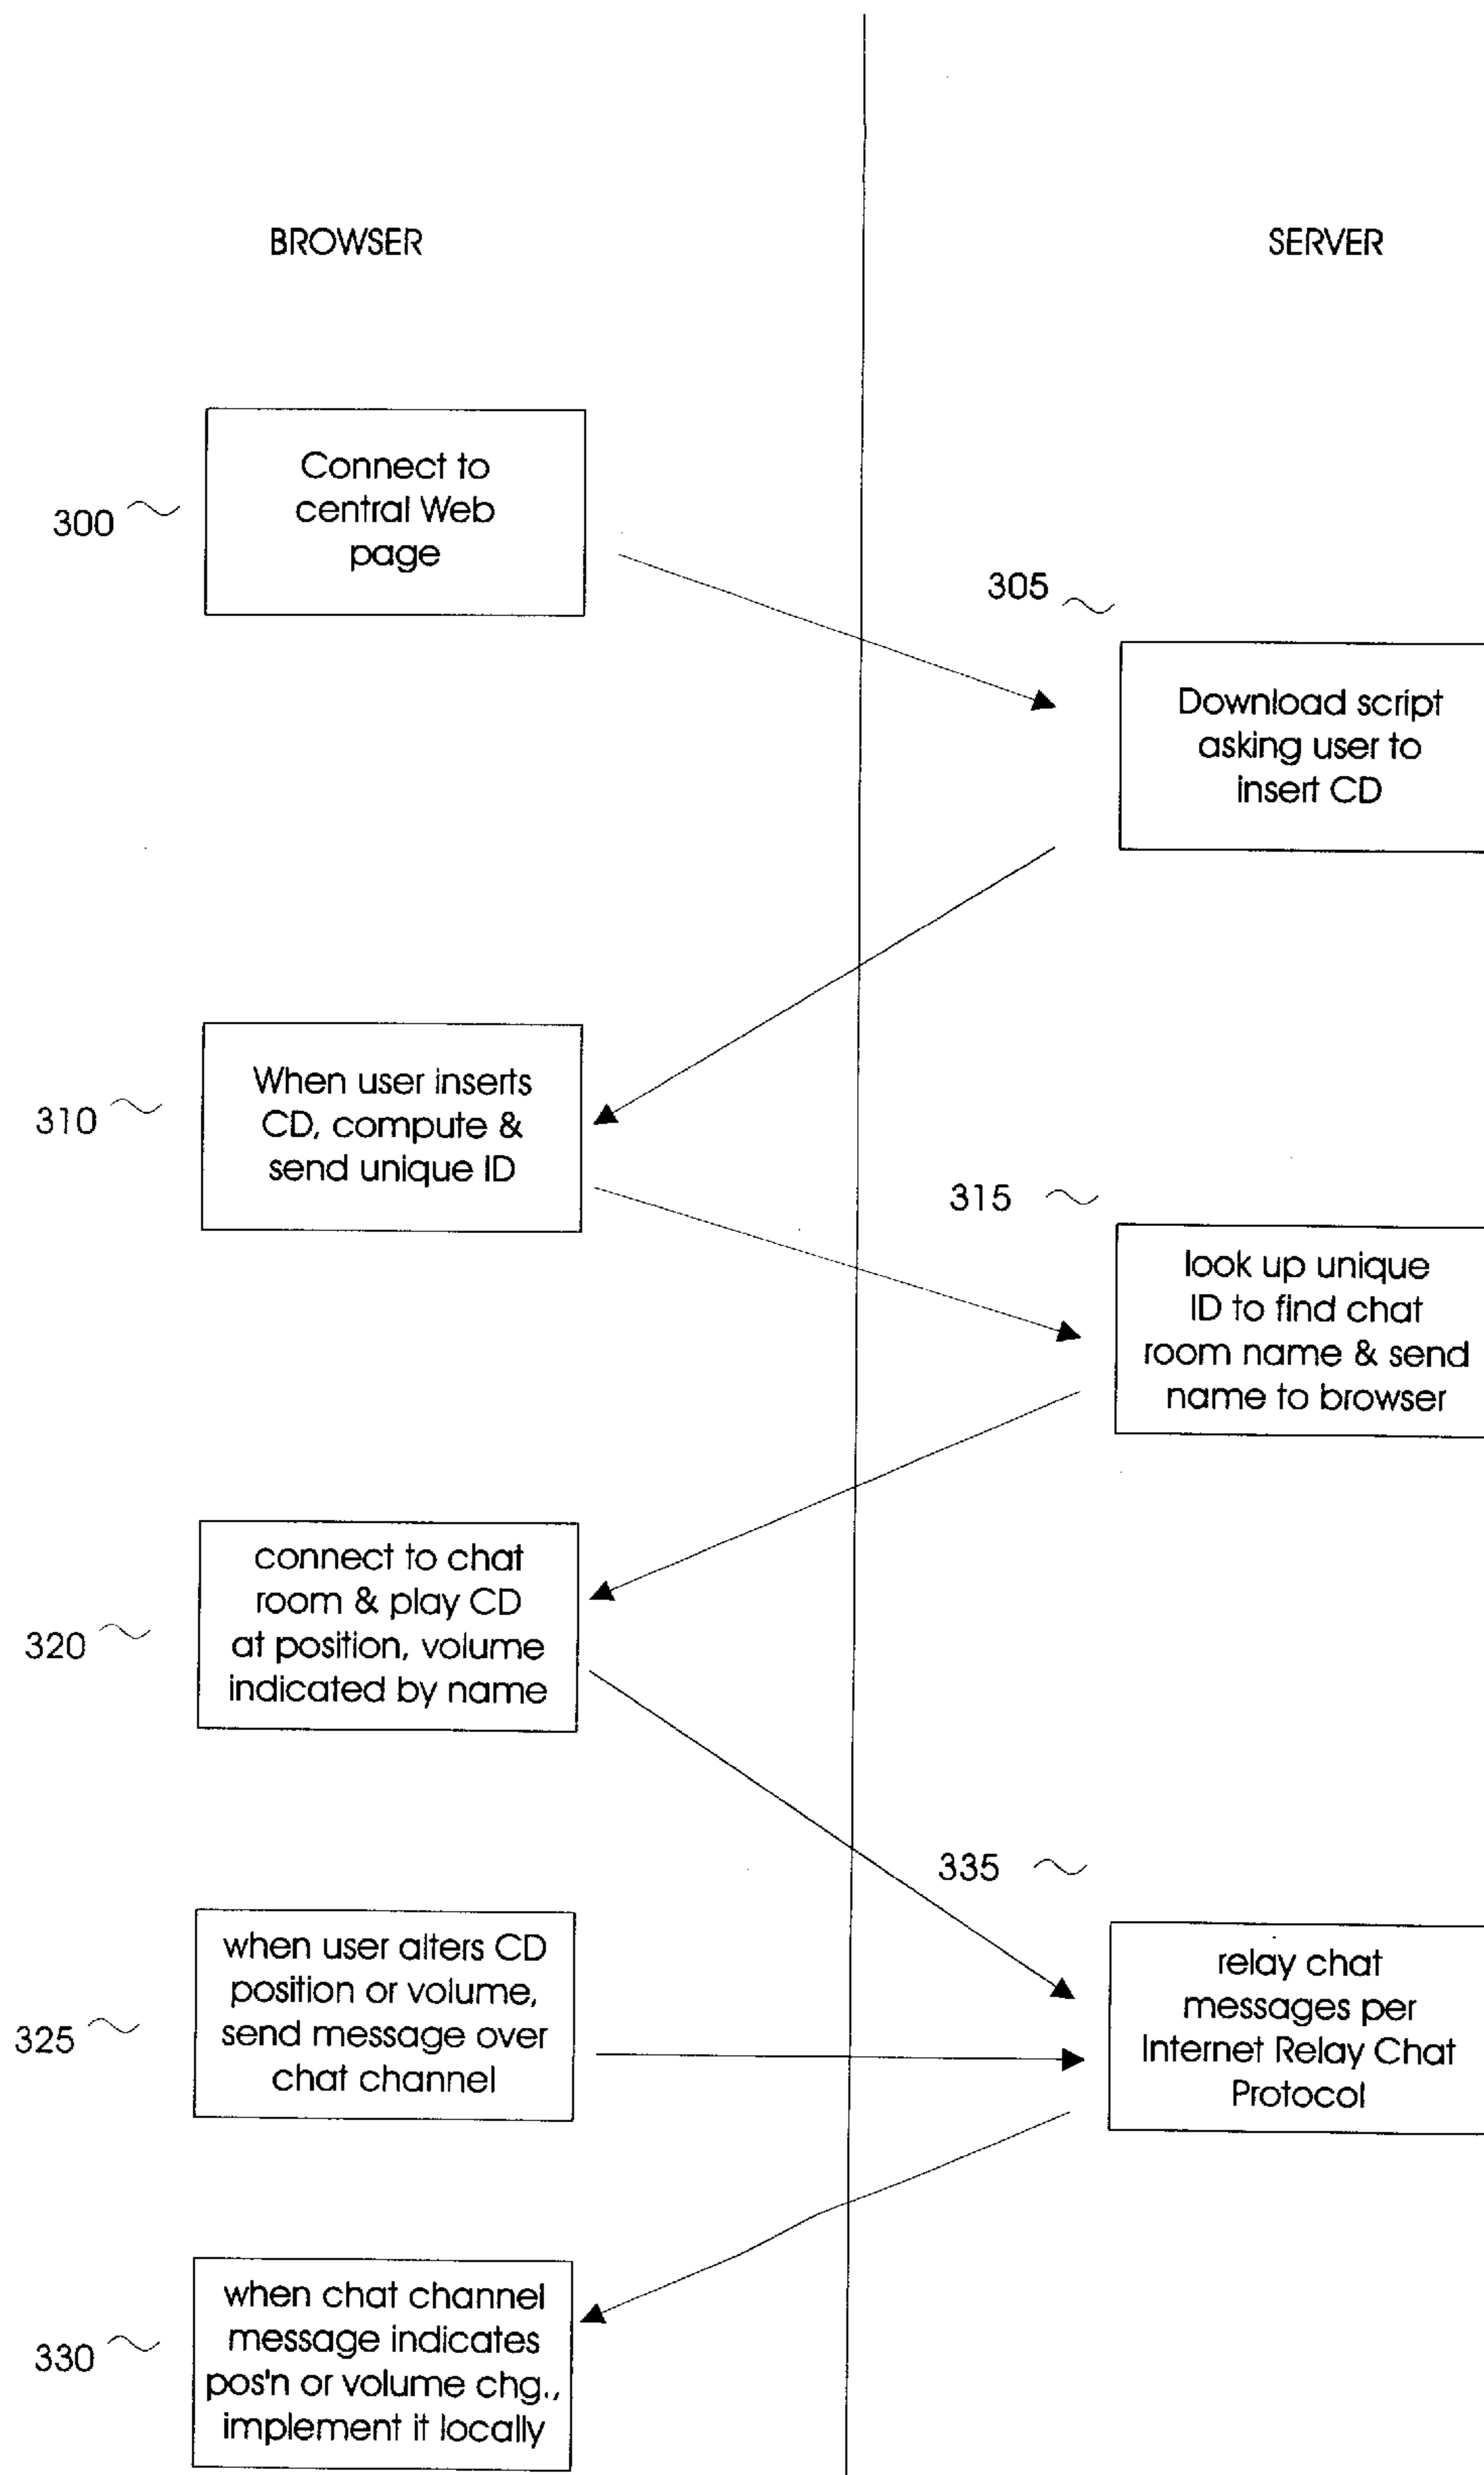 BROWSER
SERVER
300
Connect to
central Web
page
305
Download script
asking user to
insert CD
310
When user inserts
CD, compute &
send unique ID
315
look up unique
ID to find chat
room name & send
name to browser
320
connect to chat
room & play CD
at position, volume
indicated by name
335
relay chat
messages per
Internet Relay Chat
Protocol
325
when user alters CD
position or volume,
send message over
chat channel
330
when chat channel
message indicates
pos'n or volume chg.,
implement it locally